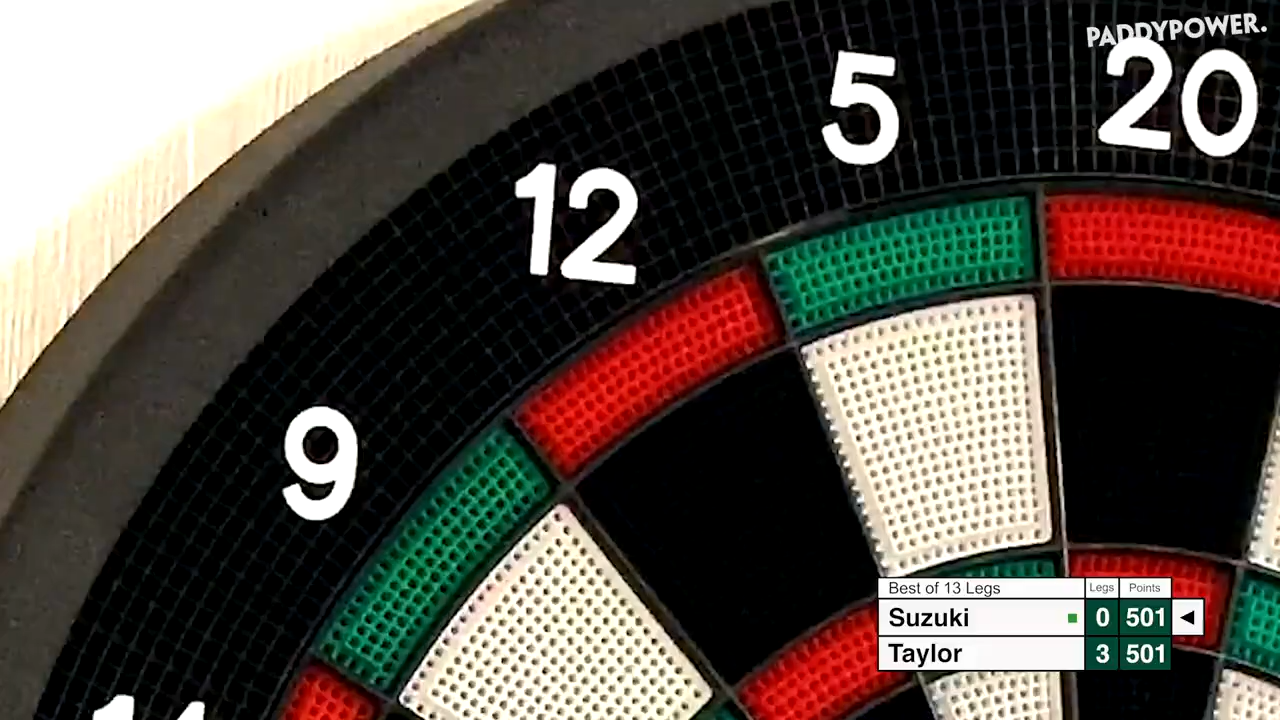 PADDYPOWER.
5
20
12
9
Best of 13 Legs Legs Points
Suzuki 0 501
Taylor 3 501